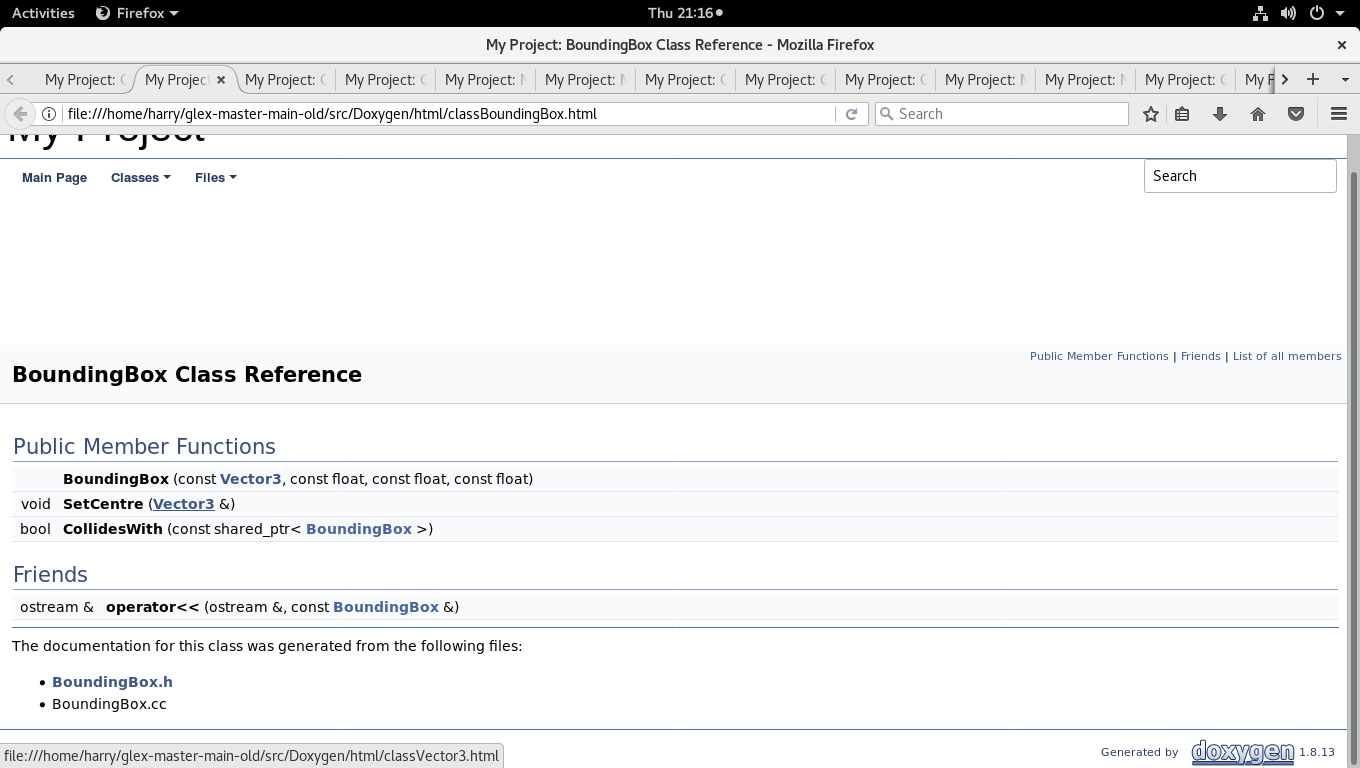 Activities Firefox Thu 21:16
My Project: BoundingBox Class Reference - Mozilla Firefox
My Project: My Project My Project: My Project: My Project: My Project: My Project: My Project: My Project: My Project: My Project: My Project: My
file:///home/harry/glex-master-main-old/src/Doxygen/html/classBoundingBox.html Search
My Project
Main Page Classes Files Search
Public Member Functions | Friends | List of all members
BoundingBox Class Reference
Public Member Functions
BoundingBox (const Vector3, const float, const float, const float)
void SetCentre (Vector3 &)
bool CollidesWith (const shared_ptr< BoundingBox >)
Friends
ostream & operator<< (ostream &, const BoundingBox &)
The documentation for this class was generated from the following files:
• BoundingBox.h
• BoundingBox.cc
file:///home/harry/glex-master-main-old/src/Doxygen/html/classVector3.html
Generated by doxygen 1.8.13